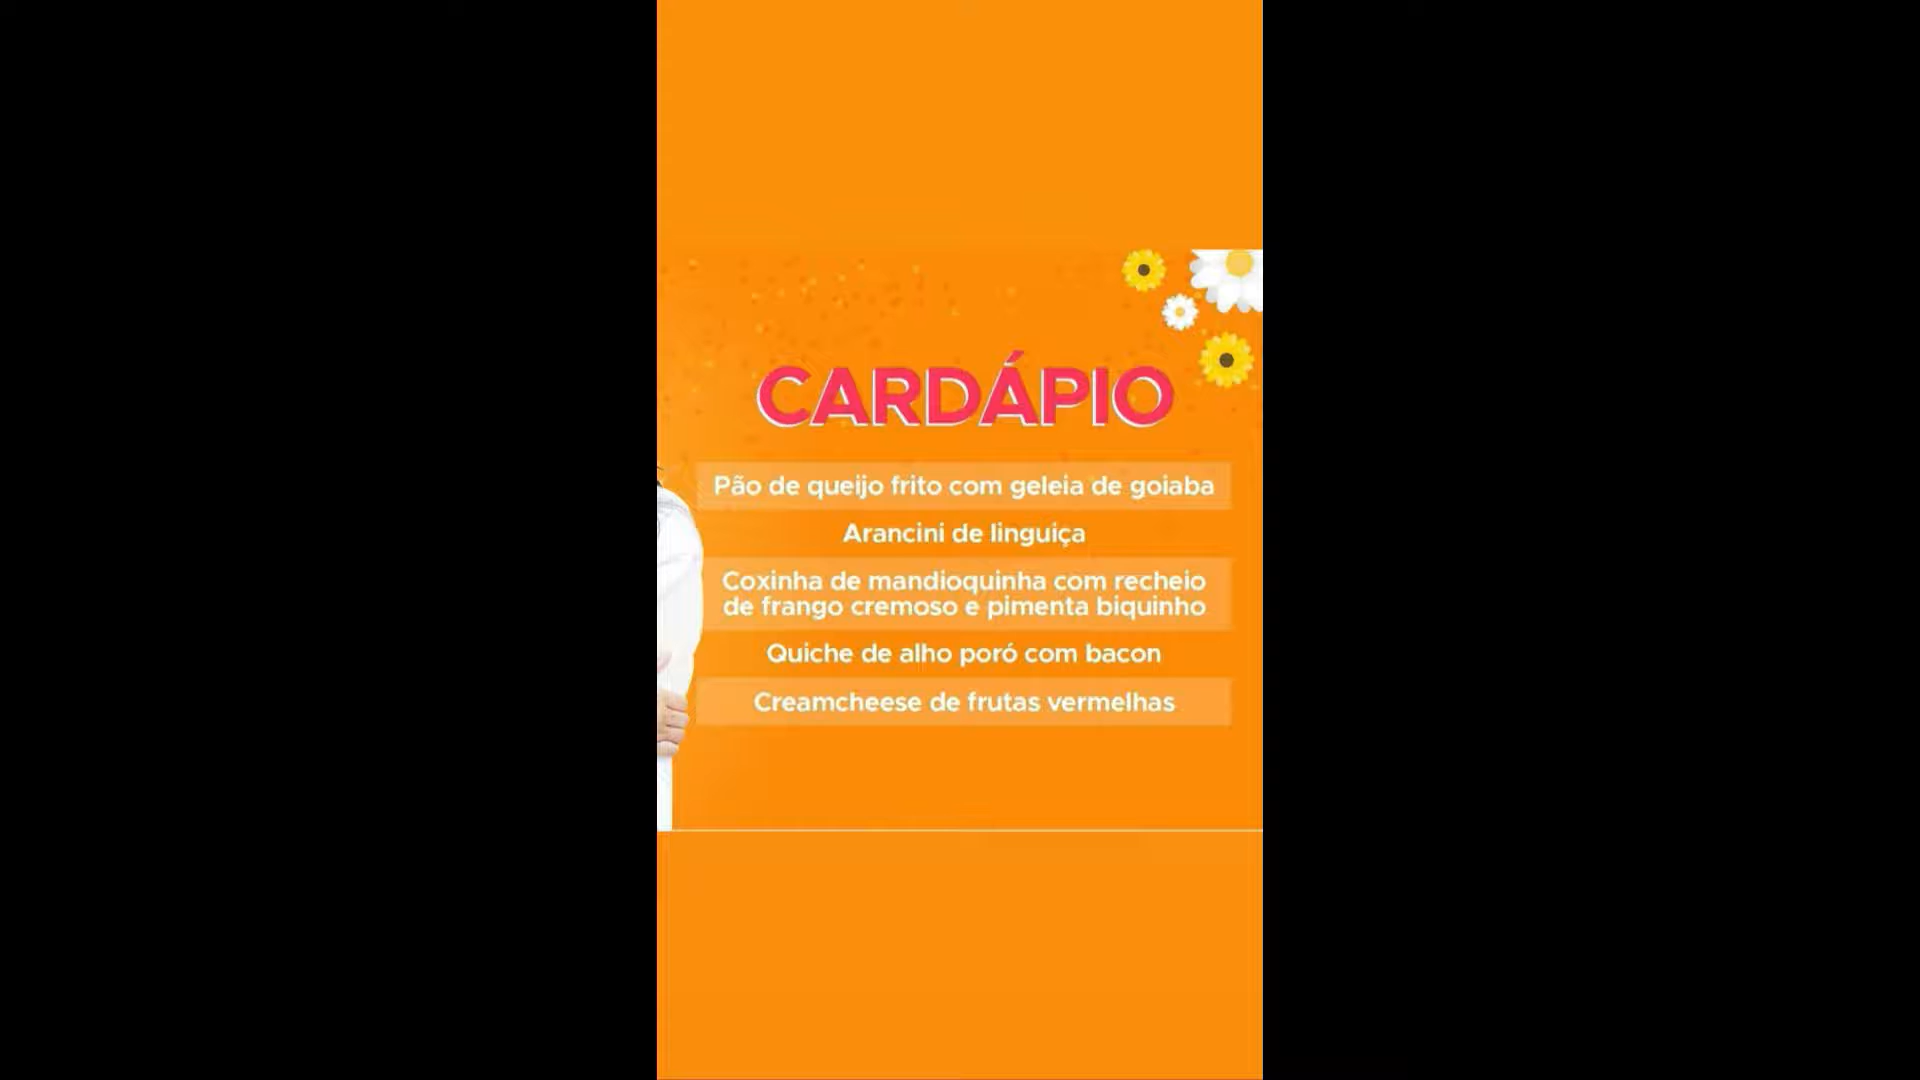 CARDÁPIO
Pão de queijo frito com geleia de goiaba
Arancini de linguiça
Coxinha de mandioquinha com recheio
de frango cremoso e pimenta biquinho
Quiche de alho poró com bacon
Creamcheese de frutas vermelhas